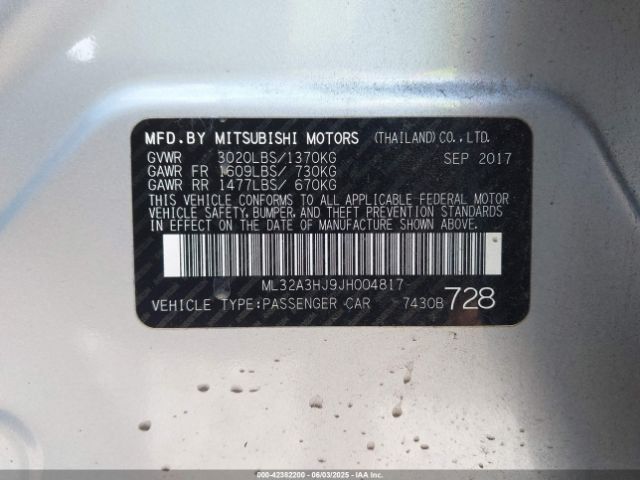 MFD.BY MITSUBISHI MOTORS (THAILAND)CO.,LTD.
GVWR 3020LBS/1370KG SEP 2017
GAWR FR 1609LBS/ 730KG
GAWR RR 1477LBS/ 670KG
THIS VEHICLE CONFORMS TO ALL APPLICABLE FEDERAL MOTOR
VEHICLE SAFETY, BUMPER, AND THEFT PREVENTION STANDARDS
IN EFFECT ON THE DATE OF MANUFACTURE SHOWN ABOVE.
ML32A3HJ9JH004817
VEHICLE TYPE:PASSENGER CAR 7430B 728
000-42382200 - 06/03/2025 - IAAI.COM